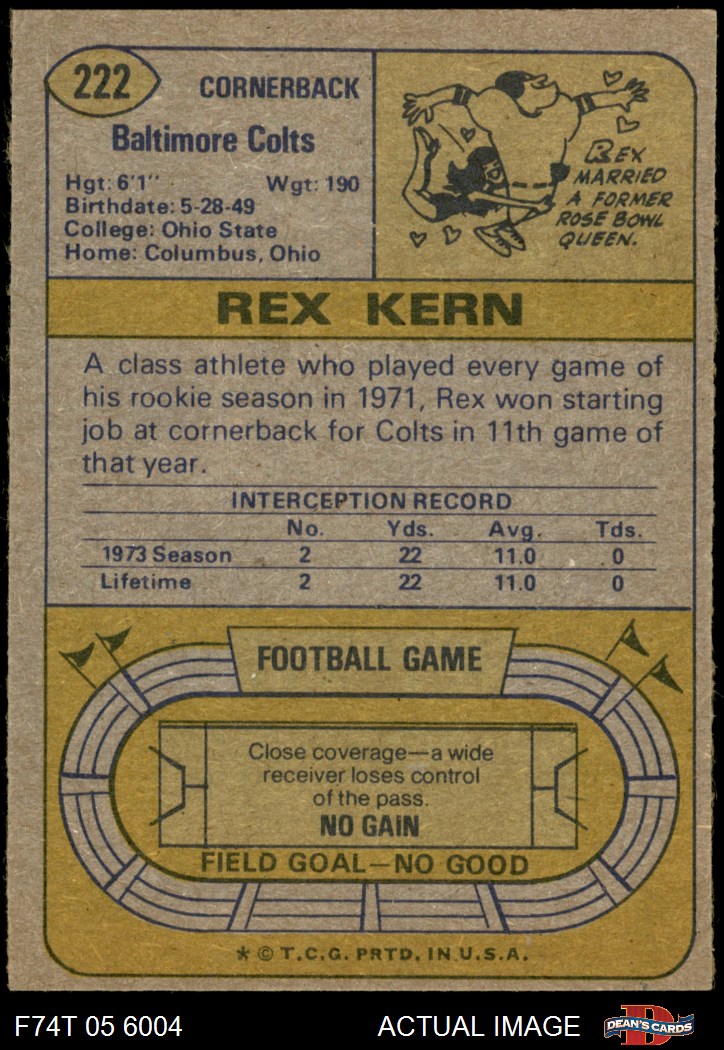 222
CORNERBACK
Baltimore Colts
Hgt: 6'1" Wgt: 190
Birthdate: 5-28-49
College: Ohio State
Home: Columbus, Ohio
REX
MARRIED
A FORMER
ROSE BOWL
QUEEN.
REX KERN
A class athlete who played every game of
his rookie season in 1971, Rex won starting
job at cornerback for Colts in 11th game of
that year.
INTERCEPTION RECORD
No. Yds. Avg. Tds.
1973 Season 2 22 11.0 0
Lifetime 2 22 11.0 0
FOOTBALL GAME
Close coverage—a wide
receiver loses control
of the pass.
NO GAIN
FIELD GOAL—NO GOOD
* © T.C.G. PRTD. IN U.S.A.
F74T 05 6004 ACTUAL IMAGE
D
DEAN'S CARDS